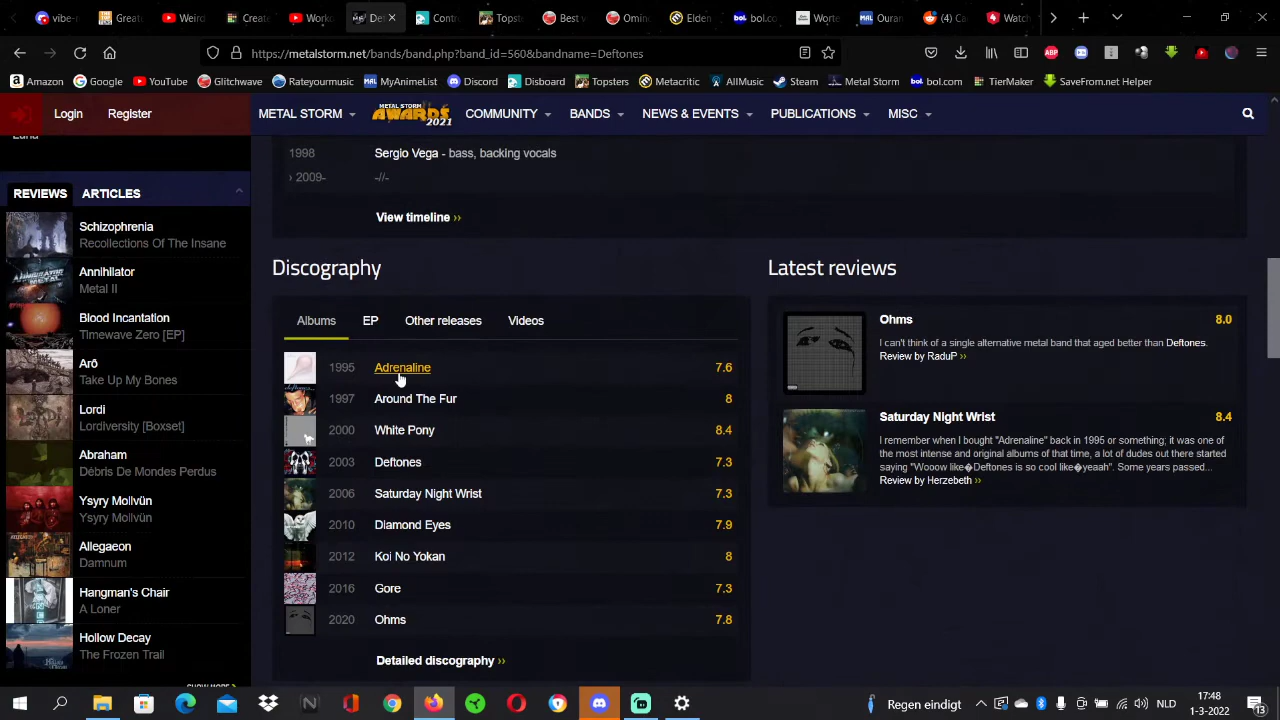 vibe-n
Great
Weird
Create
Worko
De
Contro
Topste
Best v
Omino
Elden
bol.co
Worte
Ouran
(4) Ca
Watch
https://metalstorm.net/bands/band.php?band_id=560&bandname=Deftones
Amazon
Google
YouTube
Glitchwave
Rateyourmusic
MyAnimeList
Discord
Disboard
Topsters
Metacritic
AllMusic
Steam
Metal Storm
bol.com
TierMaker
SaveFrom.net Helper
Login
Register
METAL STORM
METAL STORM AWARDS 2021
COMMUNITY
BANDS
NEWS & EVENTS
PUBLICATIONS
MISC
REVIEWS ARTICLES
Schizophrenia
Recollections Of The Insane
Annihilator
Metal II
Blood Incantation
Timewave Zero [EP]
Arð
Take Up My Bones
Lordi
Lordiversity [Boxset]
Abraham
Débris De Mondes Perdus
Ysyry Mollvün
Ysyry Mollvün
Allegaeon
Damnum
Hangman's Chair
A Loner
Hollow Decay
The Frozen Trail
1998 Sergio Vega - bass, backing vocals
› 2009- -//-
View timeline ››
Discography
Albums EP Other releases Videos
1995 Adrenaline 7.6
1997 Around The Fur 8
2000 White Pony 8.4
2003 Deftones 7.3
2006 Saturday Night Wrist 7.3
2010 Diamond Eyes 7.9
2012 Koi No Yokan 8
2016 Gore 7.3
2020 Ohms 7.8
Detailed discography ››
Latest reviews
Ohms 8.0
I can't think of a single alternative metal band that aged better than Deftones.
Review by RaduP ››
Saturday Night Wrist 8.4
I remember when I bought "Adrenaline" back in 1995 or something; it was one of
the most intense and original albums of that time, a lot of dudes out there started
saying "Wooow like�Deftones is so cool like�yeaah". Some years passed...
Review by Herzebeth ››
Regen eindigt
NLD
17:48
1-3-2022
13